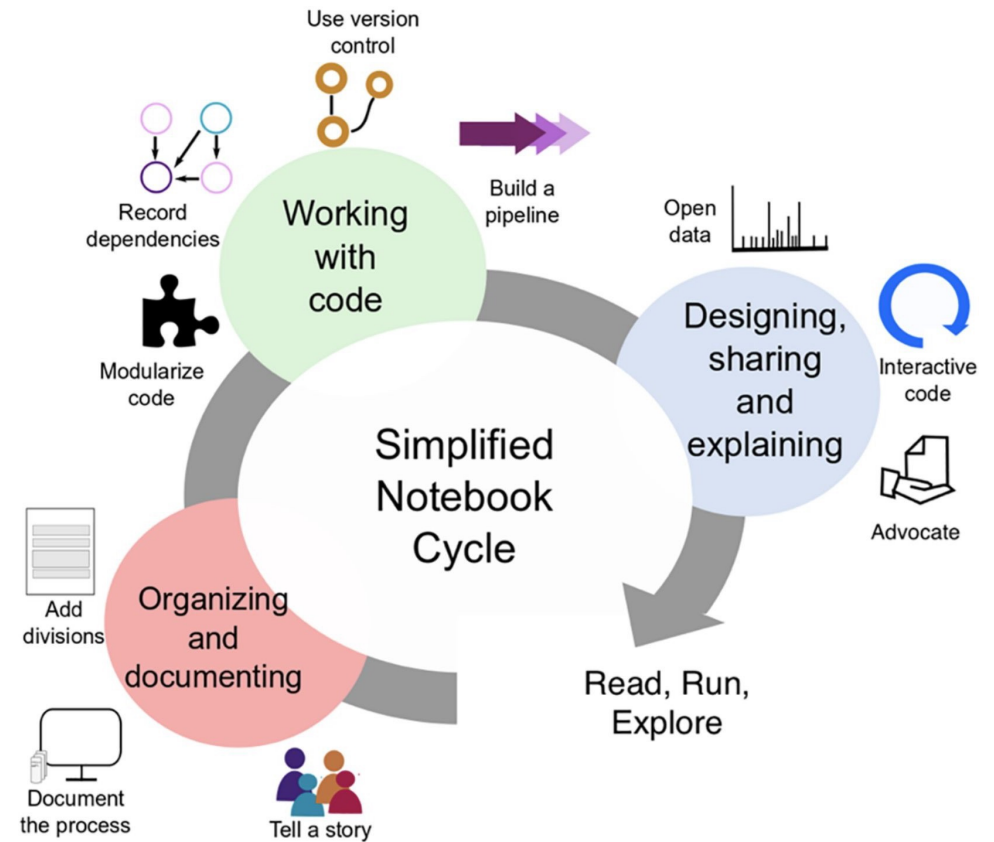 Use version
control
Build a
pipeline
Record
dependencies
Modularize
code
Working
with
code
Open
data
Designing,
sharing
and
explaining
Interactive
code
Advocate
Simplified
Notebook
Cycle
Organizing
and
documenting
Add
divisions
Document
the process
Tell a story
Read, Run,
Explore